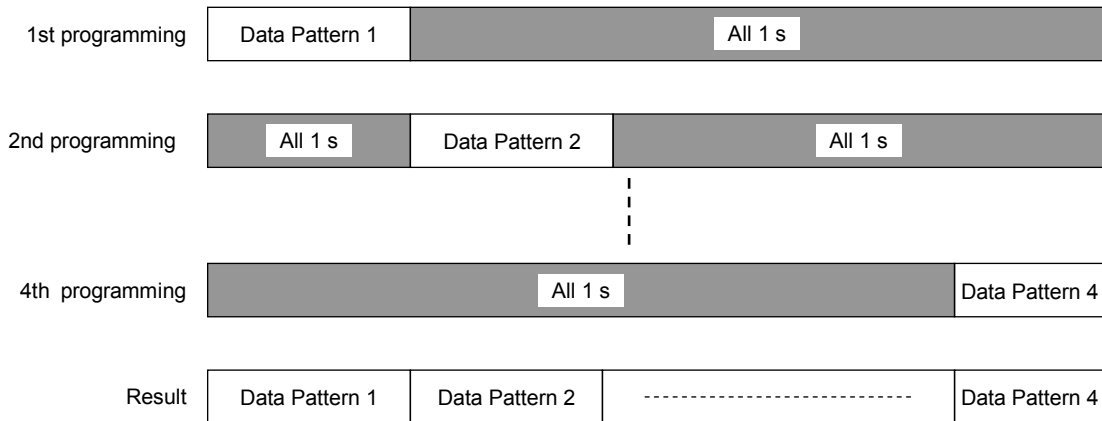 1st programming Data Pattern 1 All 1 s
2nd programming All 1 s Data Pattern 2 All 1 s
4th programming All 1 s Data Pattern 4
Result Data Pattern 1 Data Pattern 2 Data Pattern 4